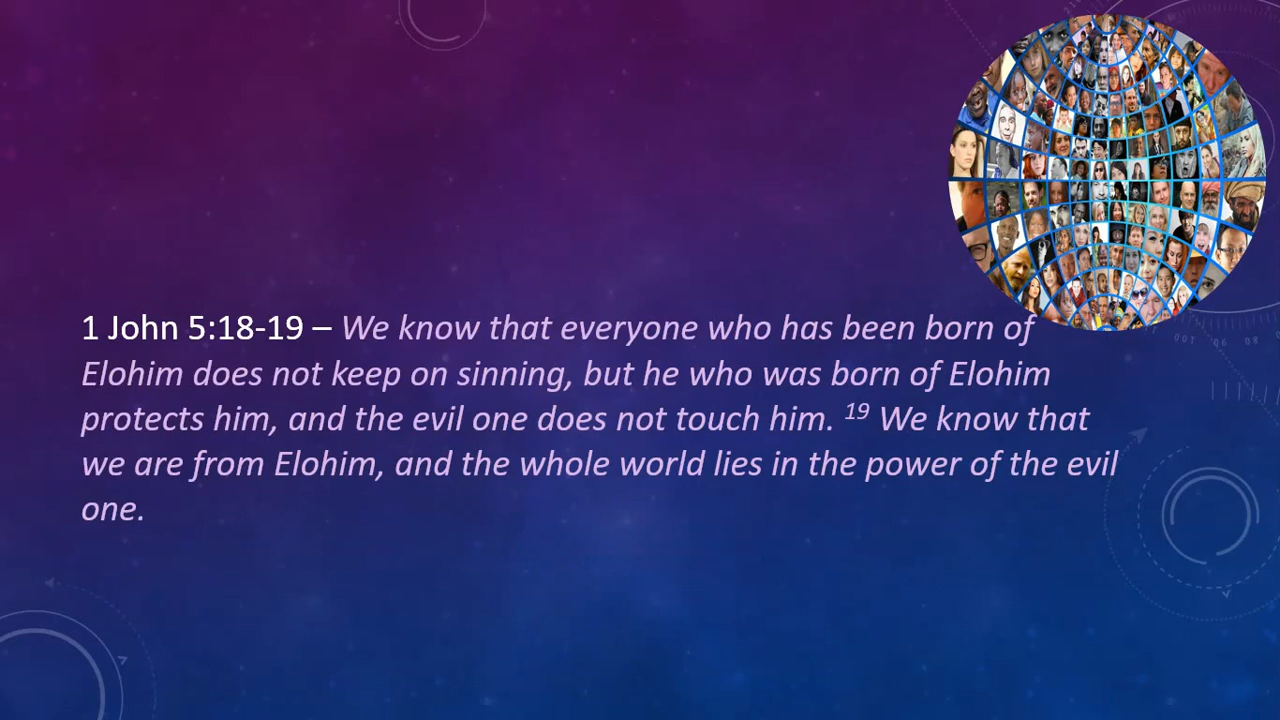 1 John 5:18-19 – We know that everyone who has been born of
Elohim does not keep on sinning, but he who was born of Elohim
protects him, and the evil one does not touch him. 19 We know that
we are from Elohim, and the whole world lies in the power of the evil
one.